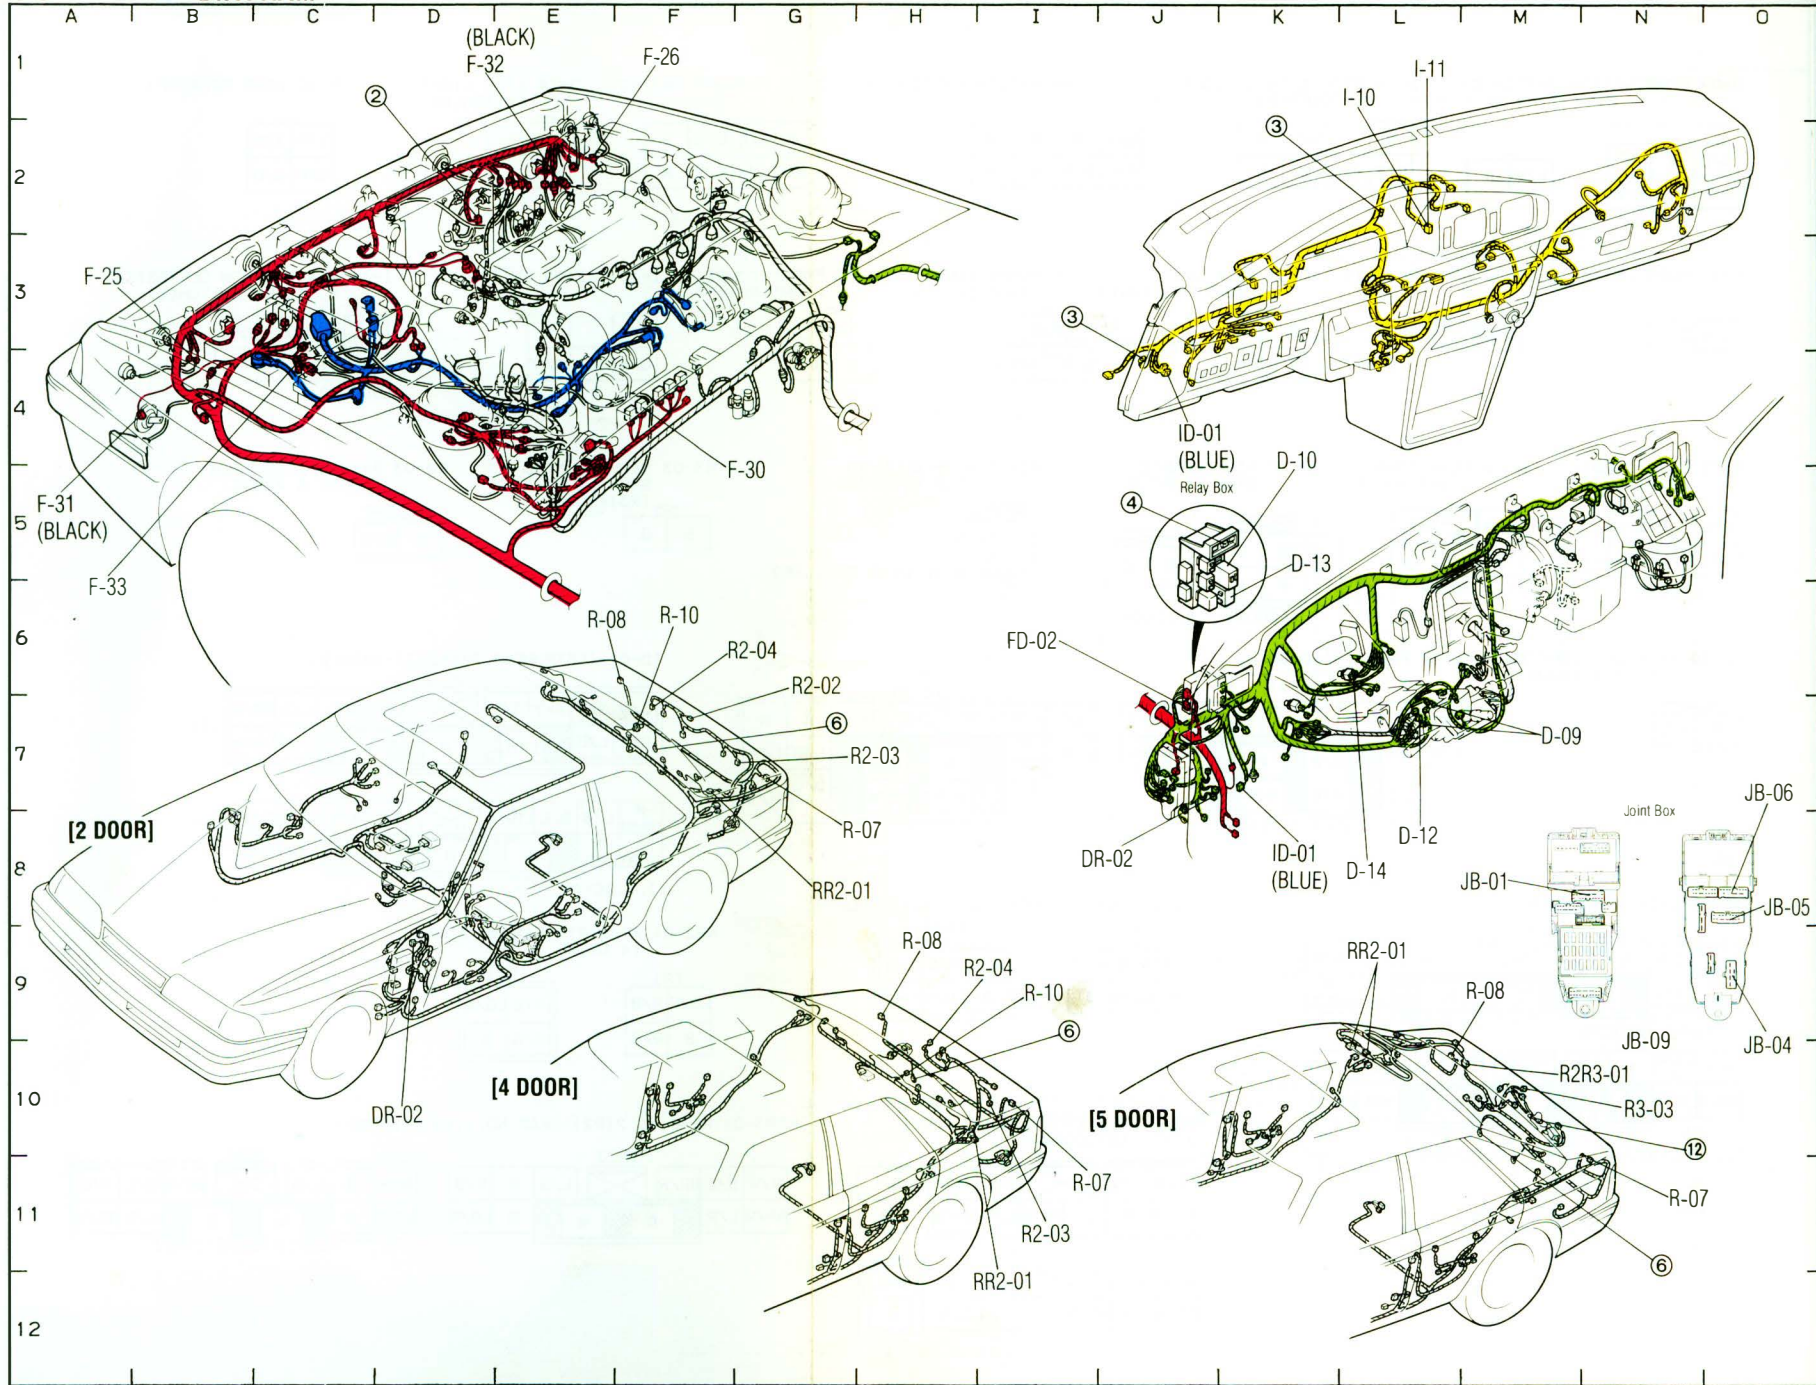 A B C D E F G H I J K L M N O
1
2
3
4
5
6
7
8
9
10
11
12
(BLACK)
F-32
F-26
②
F-25
F-31
(BLACK)
F-33
F-30
I-11
I-10
③
③
③
ID-01
(BLUE)
Relay Box
④
D-10
D-13
FD-02
D-09
D-12
D-14
DR-02
ID-01
(BLUE)
R-08
R-10
R2-04
R2-02
⑥
R2-03
R-07
RR2-01
[2 DOOR]
DR-02
Joint Box
JB-06
JB-01
JB-05
JB-09
JB-04
[4 DOOR]
R-08
R2-04
R-10
⑥
R-07
R2-03
RR2-01
[5 DOOR]
RR2-01
R-08
R2R3-01
R3-03
⑫
R-07
⑥